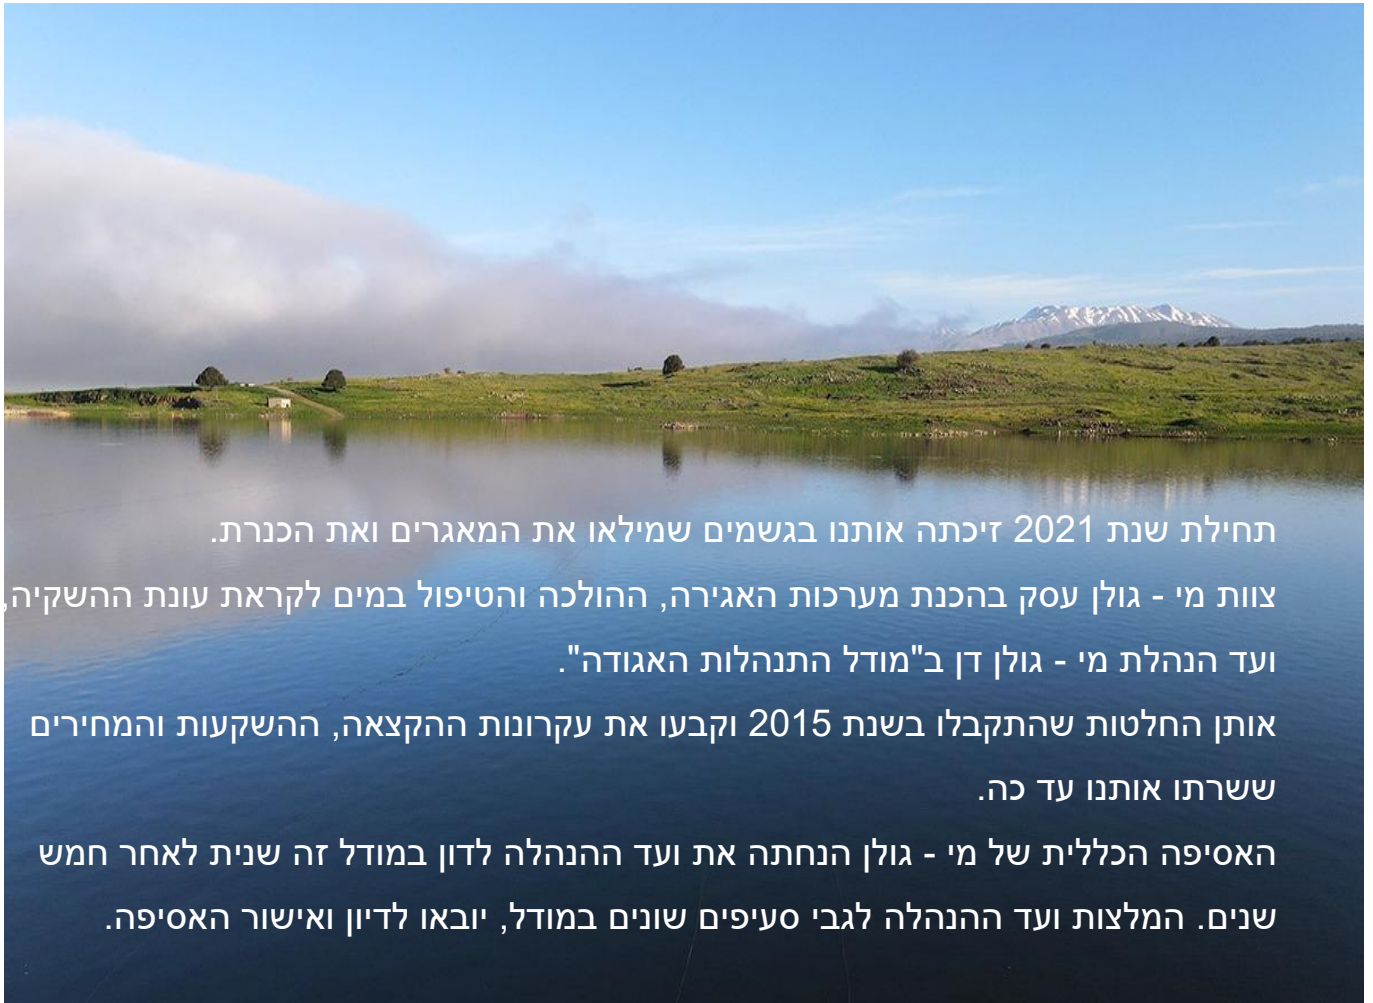 תחילת שנת 2021 זיכתה אותנו בגשמים שמילאו את המאגרים ואת הכנרת.
צוות מי - גולן עסק בהכנת מערכות האגירה, ההולכה והטיפול במים לקראת עונת ההשקיה,
ועד הנהלת מי - גולן דן ב"מודל התנהלות האגודה".
אותן החלטות שהתקבלו בשנת 2015 וקבעו את עקרונות ההקצאה, ההשקעות והמחירים
ששרתו אותנו עד כה.
האסיפה הכללית של מי - גולן הנחתה את ועד ההנהלה לדון במודל זה שנית לאחר חמש
שנים. המלצות ועד ההנהלה לגבי סעיפים שונים במודל, יובאו לדיון ואישור האסיפה.